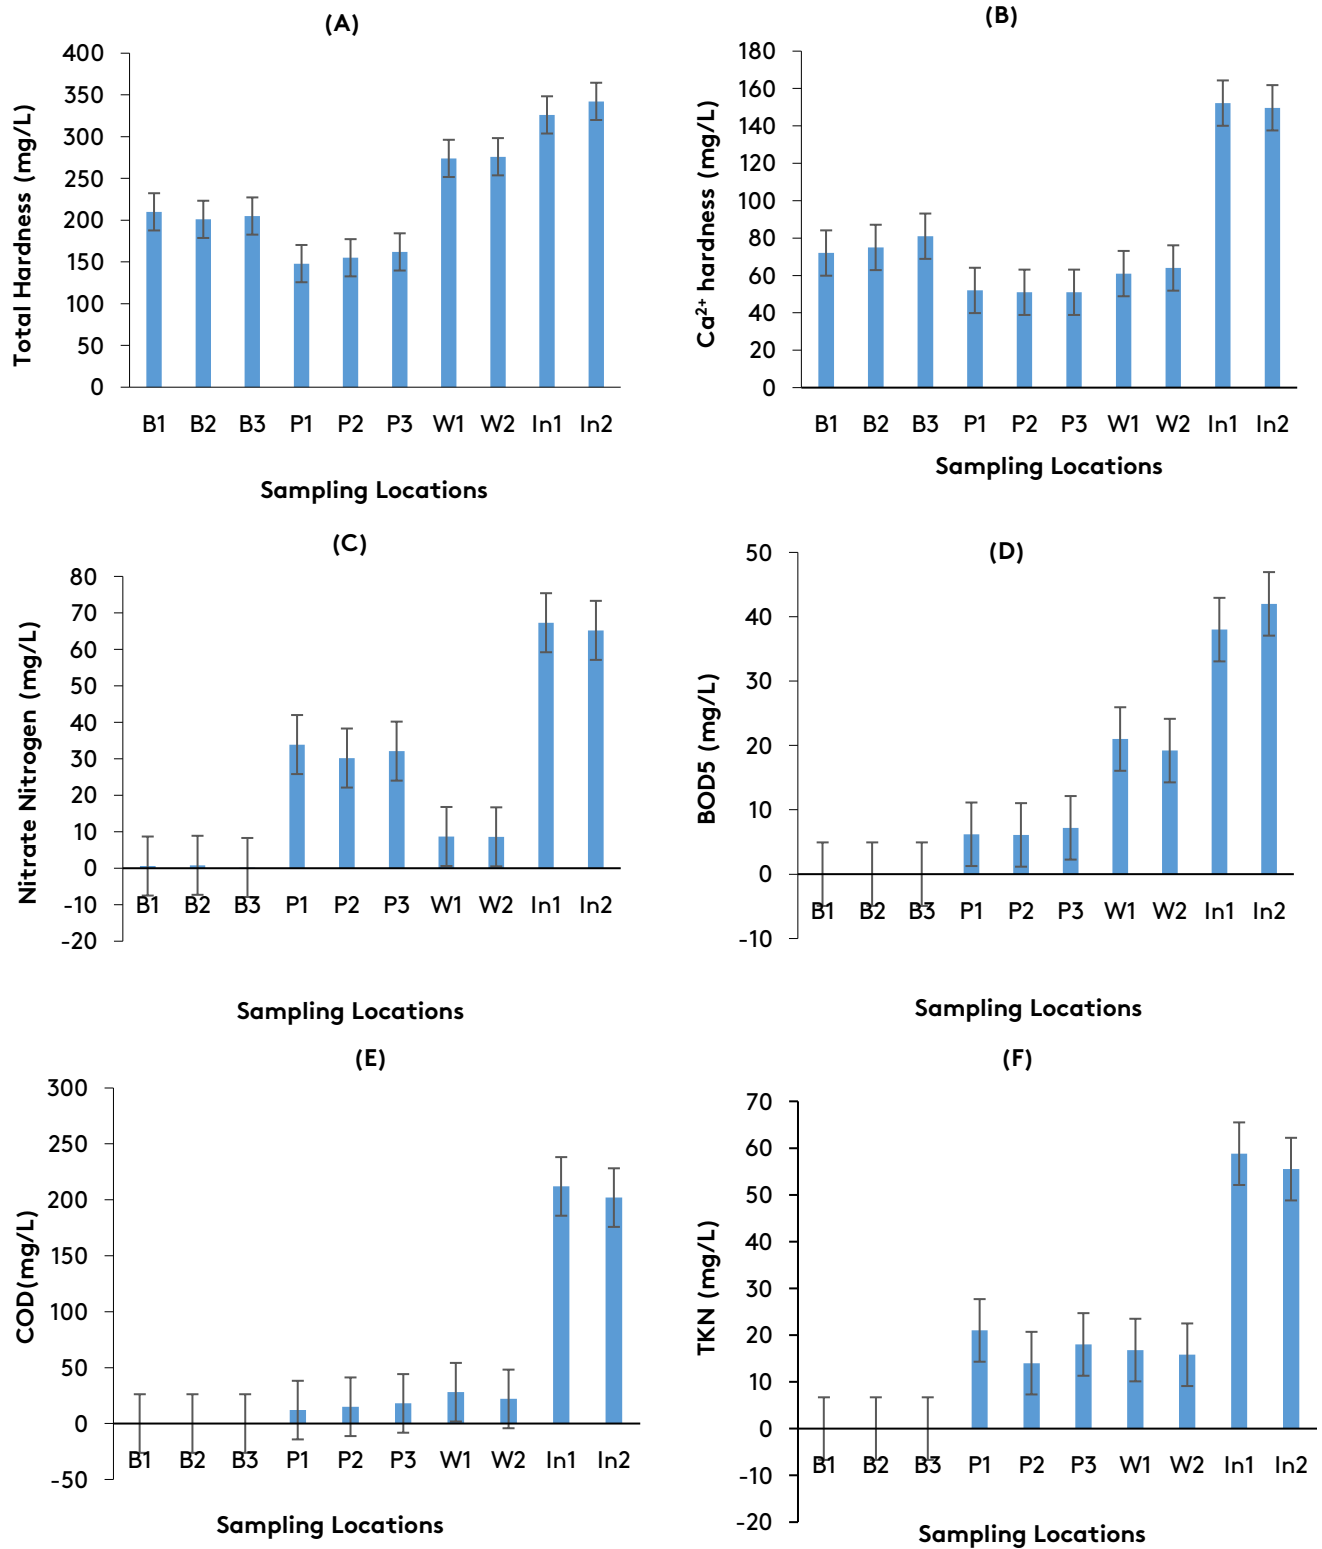 (A)
Total Hardness (mg/L)
400
350
300
250
200
150
100
50
0
B1 B2 B3 P1 P2 P3 W1 W2 In1 In2
Sampling Locations
(B)
Ca²⁺ hardness (mg/L)
180
160
140
120
100
80
60
40
20
0
B1 B2 B3 P1 P2 P3 W1 W2 In1 In2
Sampling Locations
(C)
Nitrate Nitrogen (mg/L)
80
70
60
50
40
30
20
10
0
-10
-20
B1 B2 B3 P1 P2 P3 W1 W2 In1 In2
Sampling Locations
(D)
BOD5 (mg/L)
50
40
30
20
10
0
-10
B1 B2 B3 P1 P2 P3 W1 W2 In1 In2
Sampling Locations
(E)
COD(mg/L)
300
250
200
150
100
50
0
-50
B1 B2 B3 P1 P2 P3 W1 W2 In1 In2
Sampling Locations
(F)
TKN (mg/L)
70
60
50
40
30
20
10
0
-10
-20
B1 B2 B3 P1 P2 P3 W1 W2 In1 In2
Sampling Locations